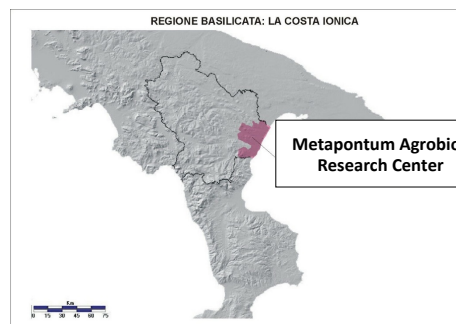 REGIONE BASILICATA: LA COSTA IONICA
Metapontum Agrobio
Research Center
Km
0 15 30 45 60 75